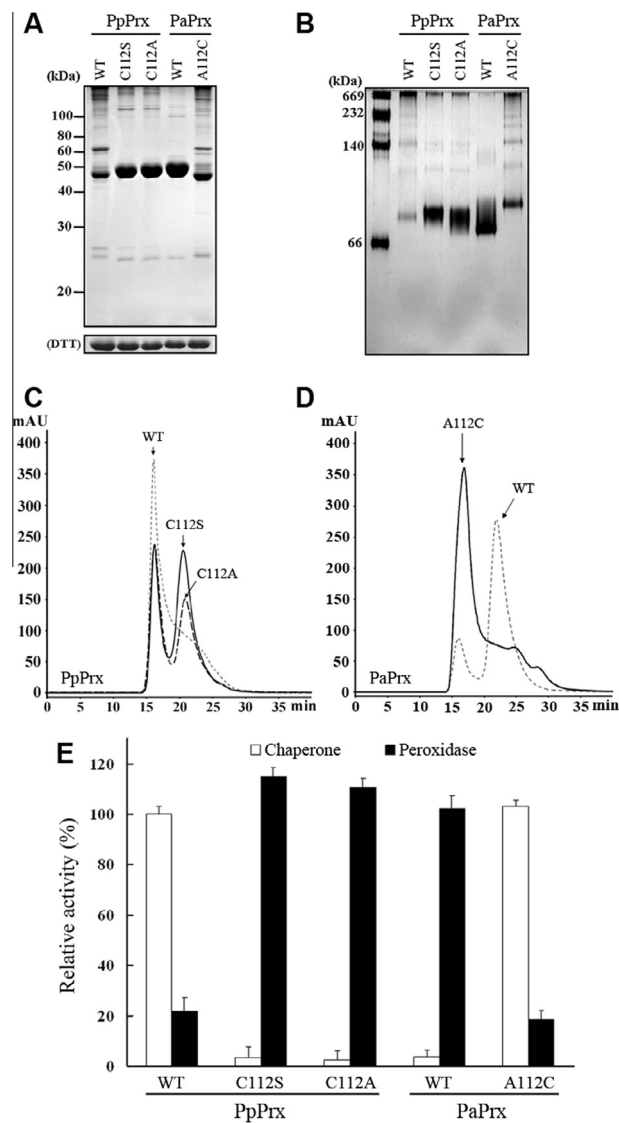 A
PpPrx PaPrx
WT C112S C112A WT A112C
(kDa)
100
80
60
50
40
30
20
(DTT)
B
PpPrx PaPrx
WT C112S C112A WT A112C
(kDa)
669
232
140
66
C
mAU
400
350
300
250
200
150
100
50
0
WT
C112S
C112A
PpPrx
0 5 10 15 20 25 30 35 min
D
mAU
400
350
300
250
200
150
100
50
0
A112C
WT
PaPrx
0 5 10 15 20 25 30 35 min
E
Chaperone Peroxidase
Relative activity (%)
120
100
80
60
40
20
0
WT C112S C112A WT A112C
PpPrx PaPrx